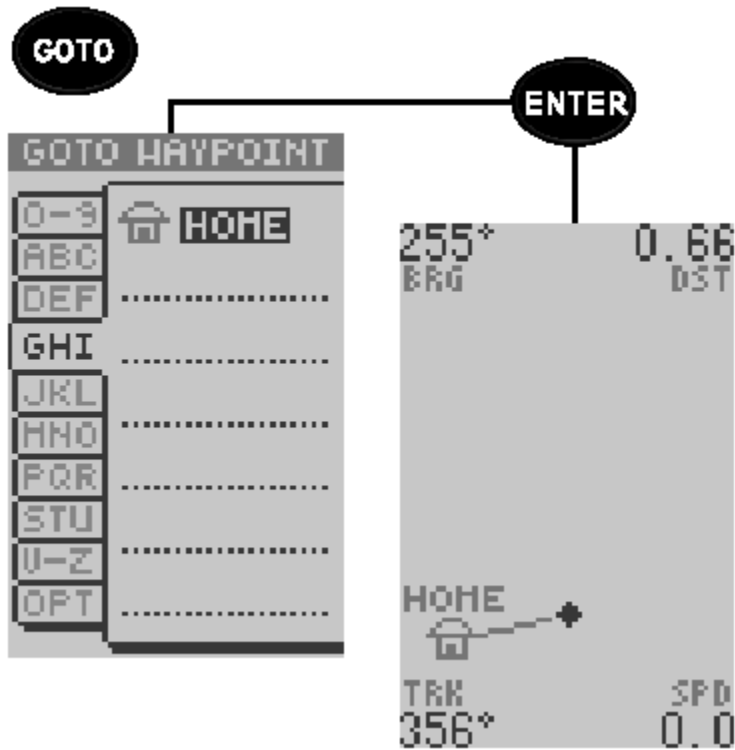 GOTO
ENTER
GOTO WAYPOINT
0-9
HOME
ABC
DEF
GHI
JKL
MNO
PQR
STU
V-Z
OPT
255° 0.66
BRG DST
HOME
TRK SPD
356° 0.0